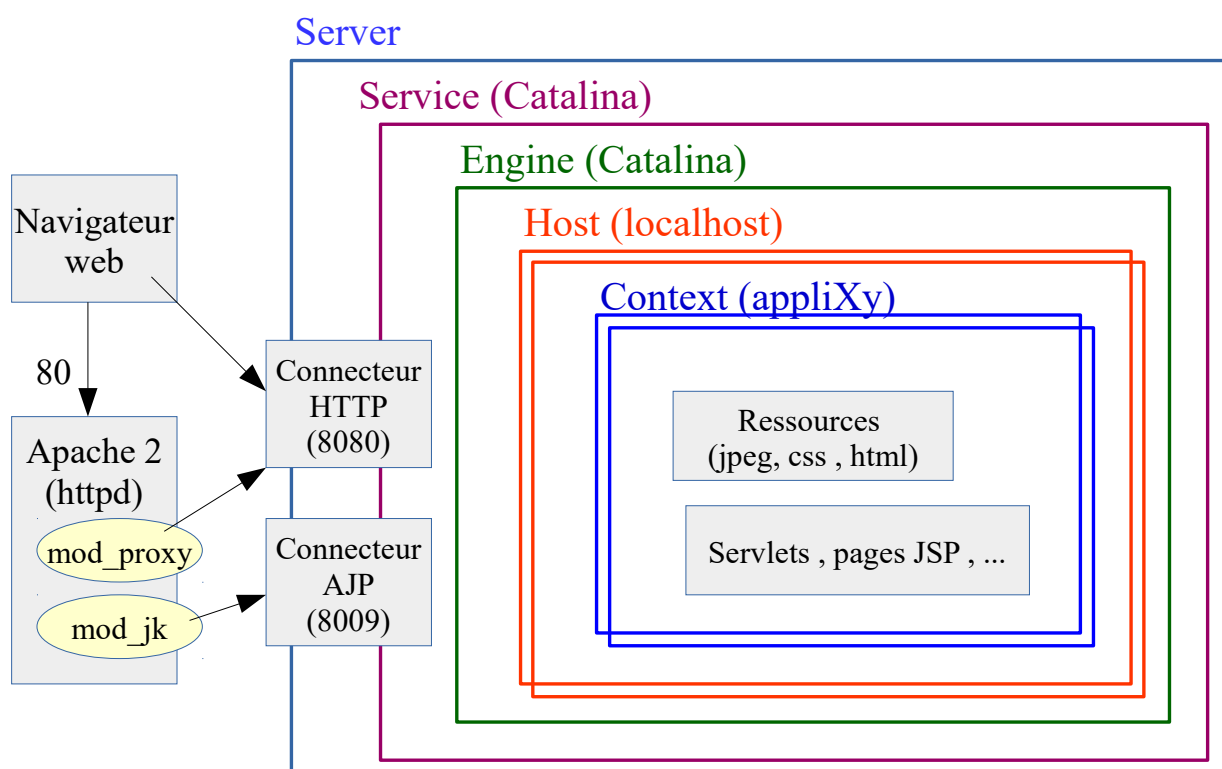 Server
Service (Catalina)
Engine (Catalina)
Host (localhost)
Context (appliXy)
Navigateur
web
80
Apache 2
(httpd)
mod_proxy
mod_jk
Connecteur
HTTP
(8080)
Connecteur
AJP
(8009)
Ressources
(jpeg, css , html)
Servlets , pages JSP , ...